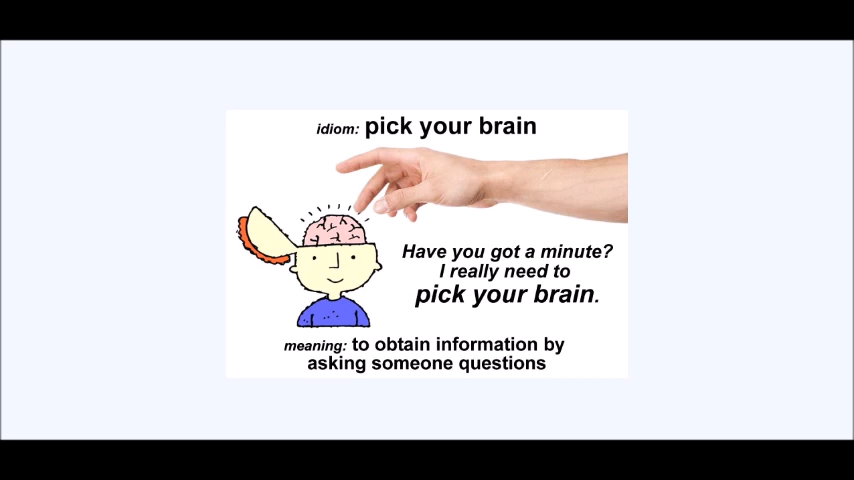 idiom: pick your brain
Have you got a minute?
I really need to
pick your brain.
meaning: to obtain information by
asking someone questions